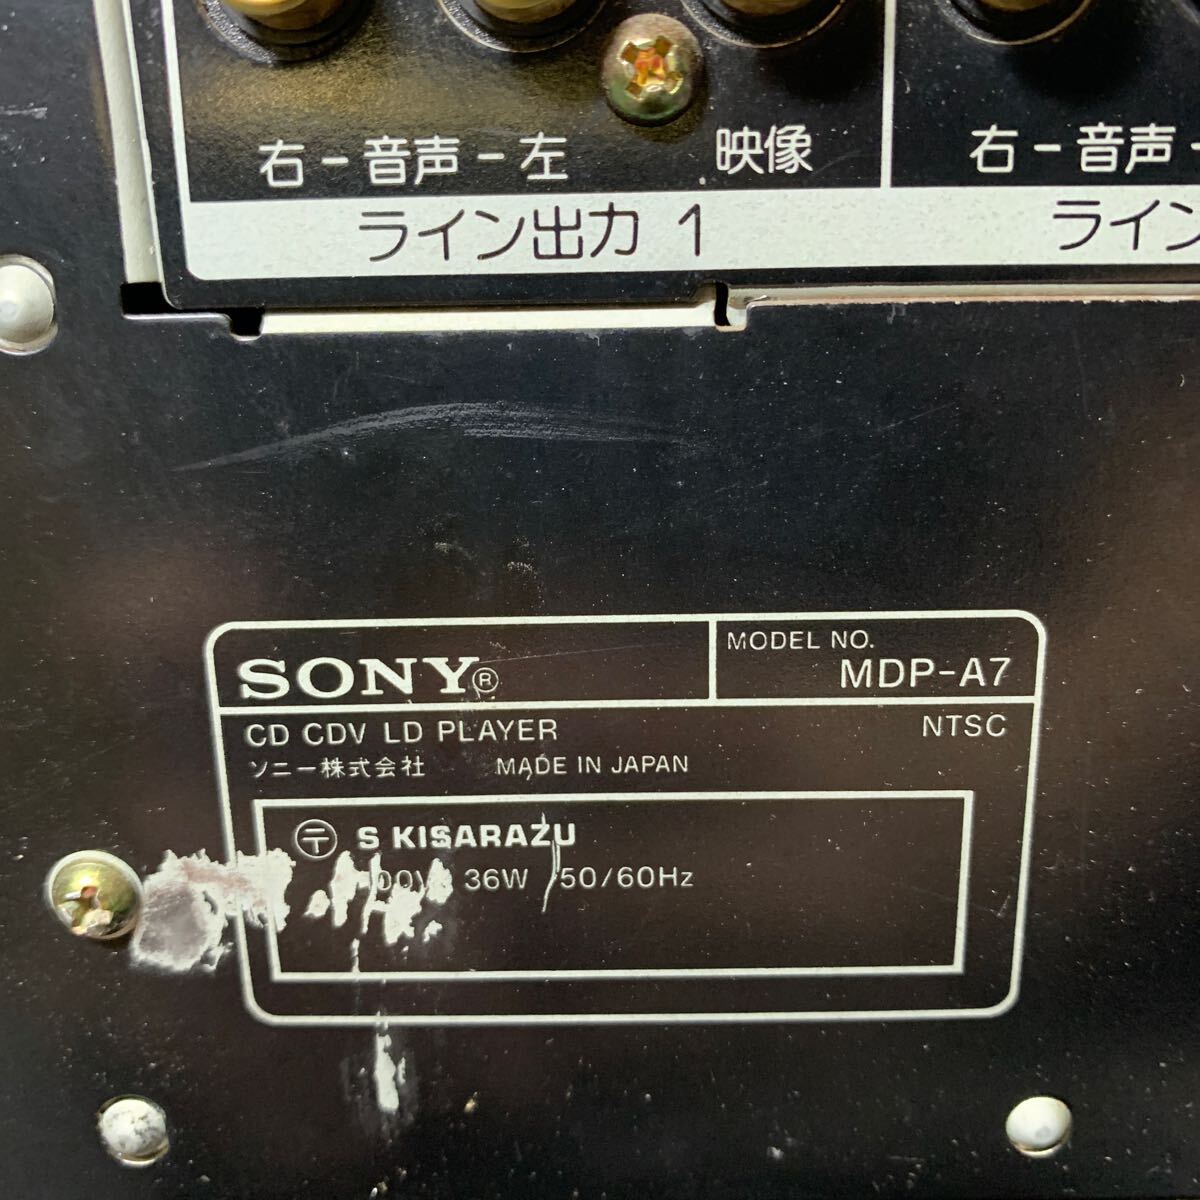 右-音声-左 映像 右-音声-
ライン出力 1 ライン
SONY®
MODEL NO.
MDP-A7
CD CDV LD PLAYER NTSC
ソニー株式会社 MADE IN JAPAN
〒 S KISARAZU
36W 50/60Hz